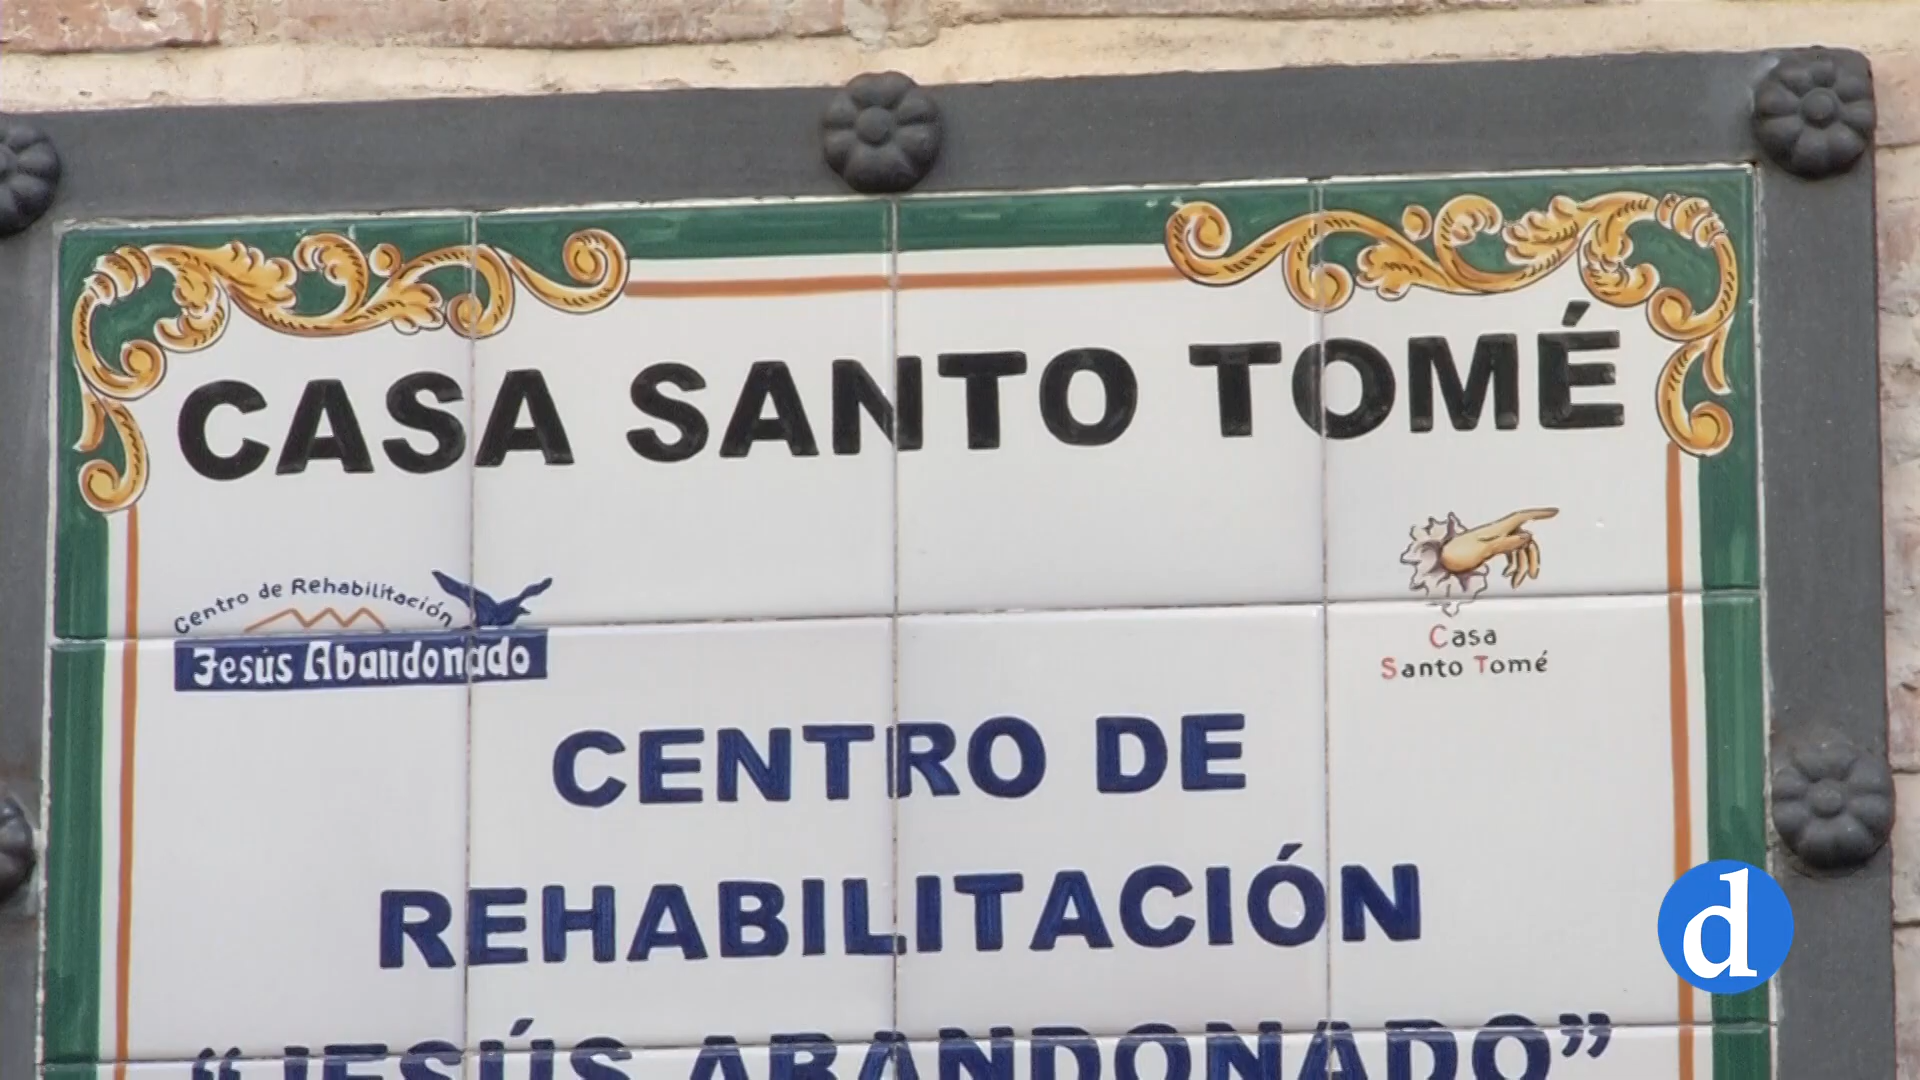 CASA SANTO TOMÉ
Centro de Rehabilitación
Jesús Abandonado
Casa
Santo Tomé
CENTRO DE
REHABILITACIÓN
“JESÚS ABANDONADO”
d